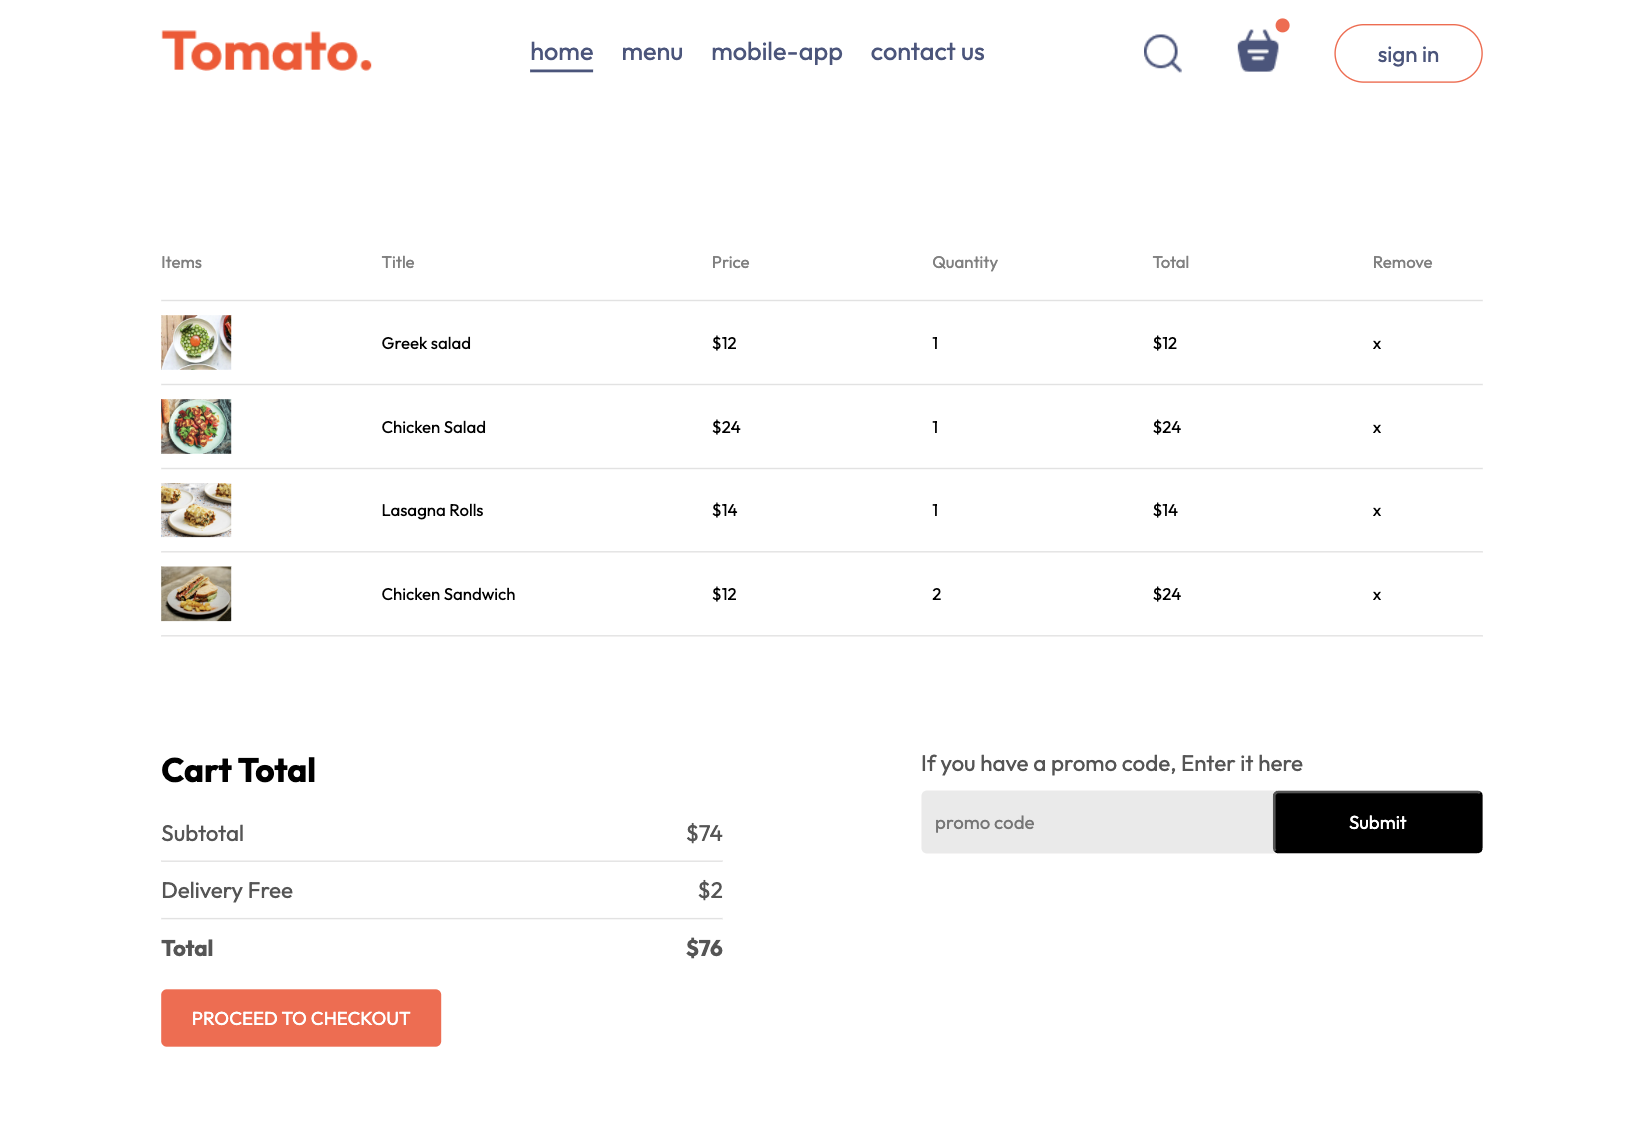 Tomato.
home menu mobile-app contact us
sign in
Items Title Price Quantity Total Remove
Greek salad $12 1 $12 x
Chicken Salad $24 1 $24 x
Lasagna Rolls $14 1 $14 x
Chicken Sandwich $12 2 $24 x
Cart Total
Subtotal $74
Delivery Free $2
Total $76
PROCEED TO CHECKOUT
If you have a promo code, Enter it here
promo code Submit